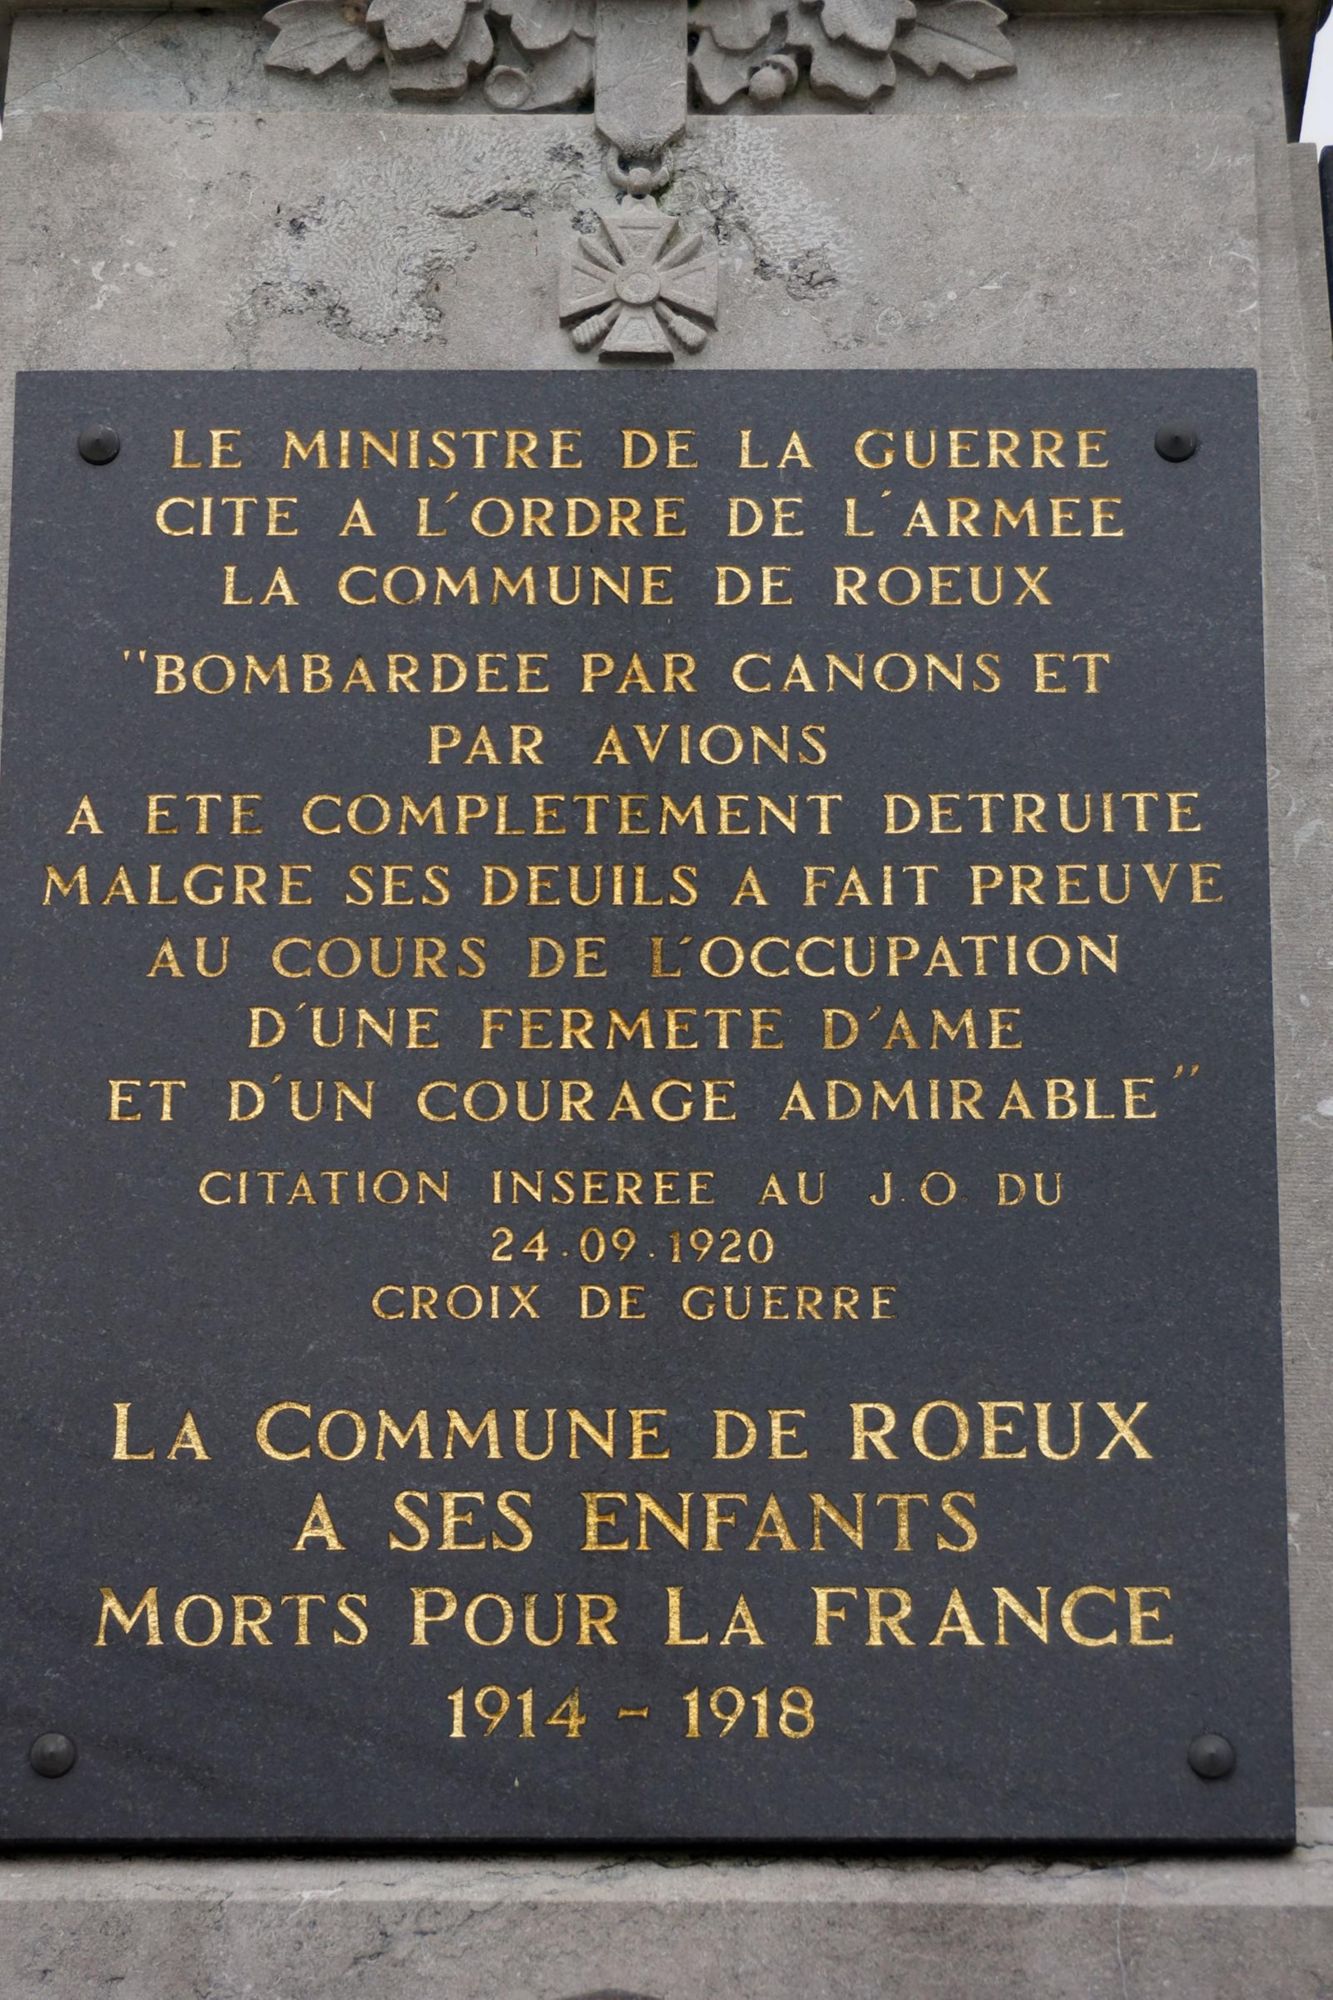 LE MINISTRE DE LA GUERRE
CITE A L'ORDRE DE L'ARMEE
LA COMMUNE DE ROEUX
"BOMBARDEE PAR CANONS ET
PAR AVIONS
A ETE COMPLETEMENT DETRUITE
MALGRE SES DEUILS A FAIT PREUVE
AU COURS DE L'OCCUPATION
D'UNE FERMETE D'AME
ET D'UN COURAGE ADMIRABLE"
CITATION INSEREE AU J.O. DU
24.09.1920
CROIX DE GUERRE
LA COMMUNE DE ROEUX
A SES ENFANTS
MORTS POUR LA FRANCE
1914 - 1918